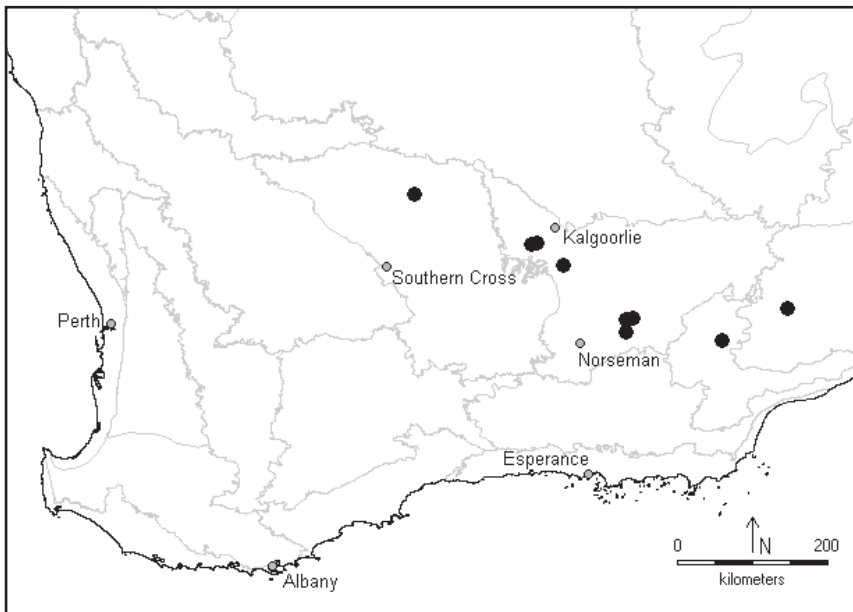 Kalgoorlie
Southern Cross
Perth
Norseman
Esperance
0 200
N
kilometers
Albany